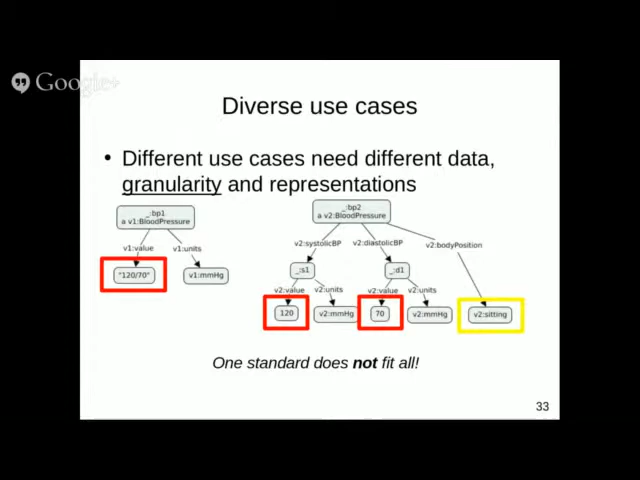 Google+
Diverse use cases
• Different use cases need different data,
granularity and representations
_:bp1
a v1:BloodPressure
v1:value
v1:units
"120/70"
v1:mmHg
_:bp2
a v2:BloodPressure
v2:systolicBP
v2:diastolicBP
v2:bodyPosition
_:s1
_:d1
v2:value
v2:units
v2:value
v2:units
120
v2:mmHg
70
v2:mmHg
v2:sitting
One standard does not fit all!
33